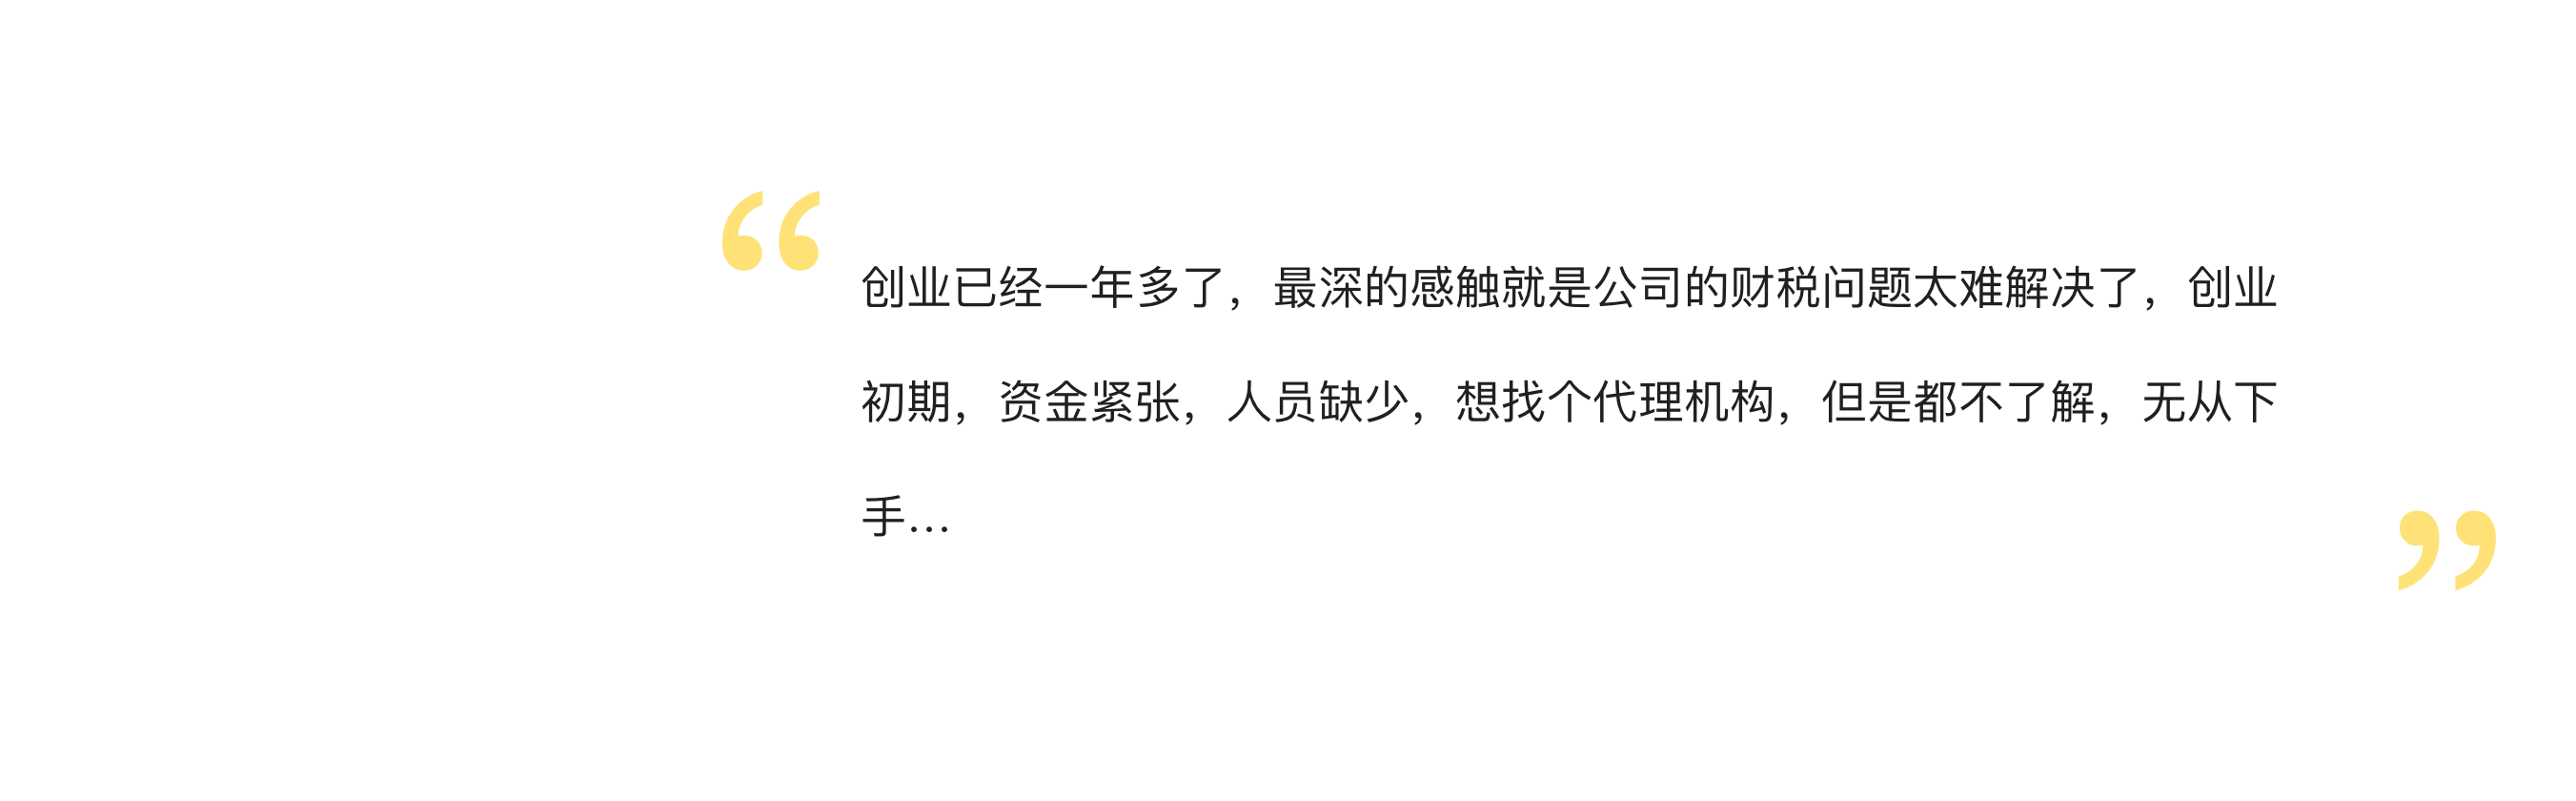 “创业已经一年多了，最深的感触就是公司的财税问题太难解决了，创业
初期，资金紧张，人员缺少，想找个代理机构，但是都不了解，无从下
手…”